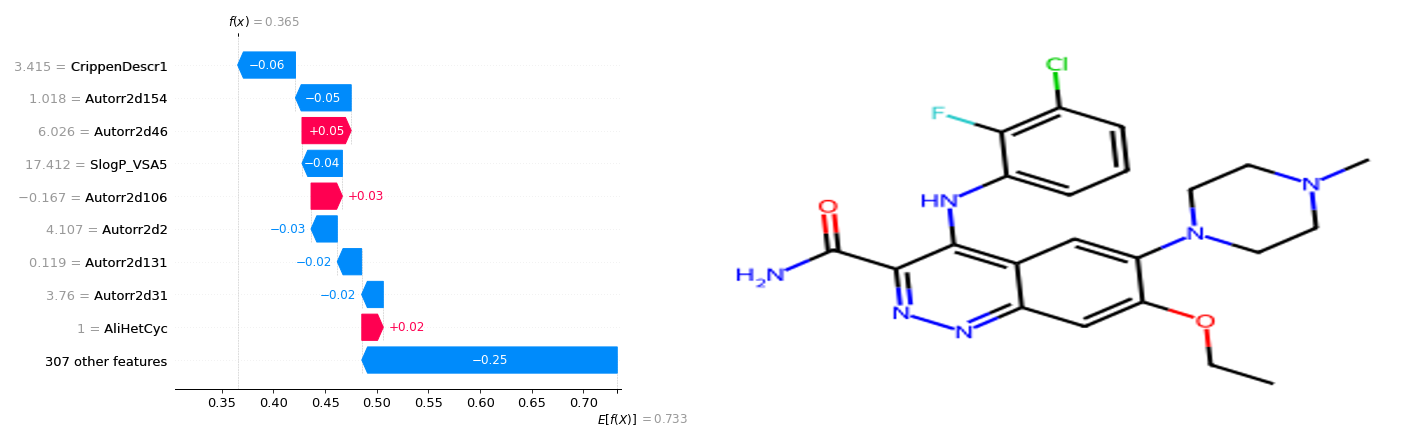 f(x) = 0.365
3.415 = CrippenDescr1
−0.06
1.018 = Autorr2d154
−0.05
6.026 = Autorr2d46
+0.05
17.412 = SlogP_VSA5
−0.04
−0.167 = Autorr2d106
+0.03
4.107 = Autorr2d2
−0.03
0.119 = Autorr2d131
−0.02
3.76 = Autorr2d31
−0.02
1 = AliHetCyc
+0.02
307 other features
−0.25
0.35 0.40 0.45 0.50 0.55 0.60 0.65 0.70
E[f(X)] = 0.733
Cl
F
HN
O
H2N
N
N
N
N
O